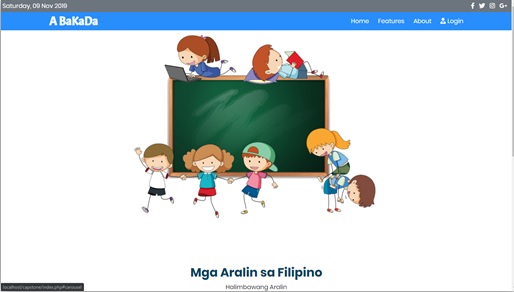 Saturday, 09 Nov 2019
A BaKaDa
Home Features About Login
Mga Aralin sa Filipino
Halimbawang Aralin
localhost/capstone/index.php#carousel